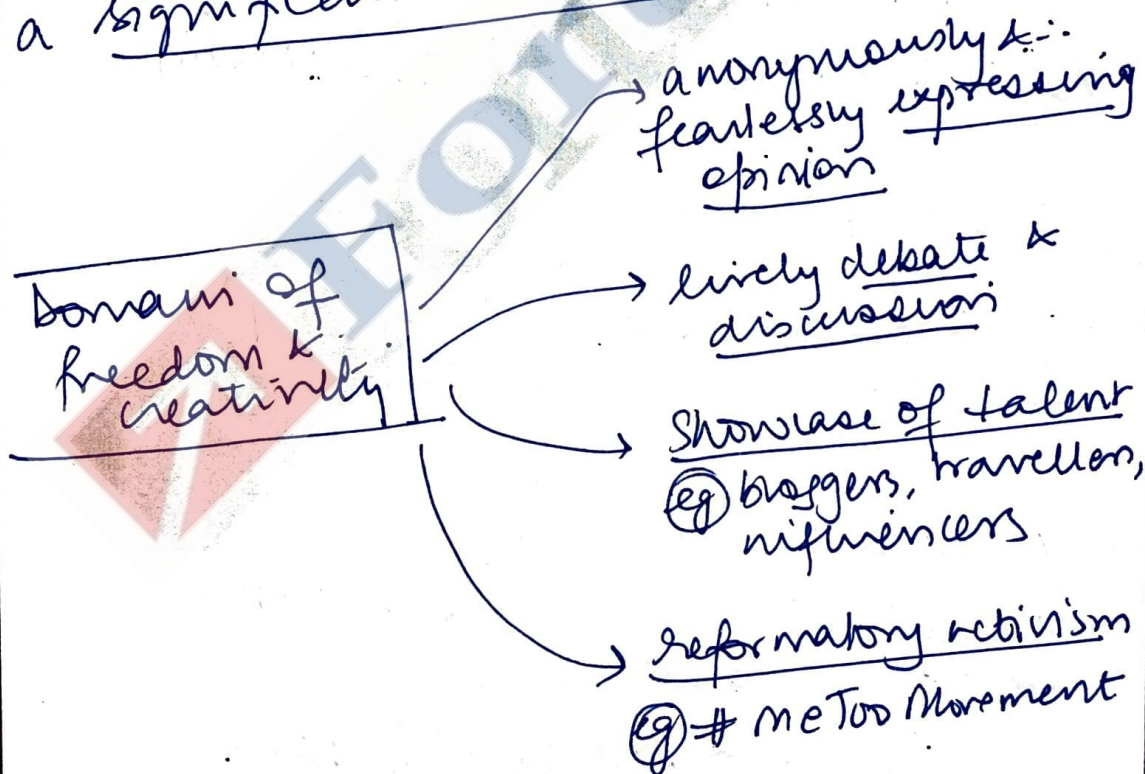 a
anonymously &
fearlessly expressing
opinion
Domain of
freedom &
creativity
lively debate &
discussion
Showcase of talent
eg bloggers, travellers,
influencers
reformatory activism
eg # meToo Movement